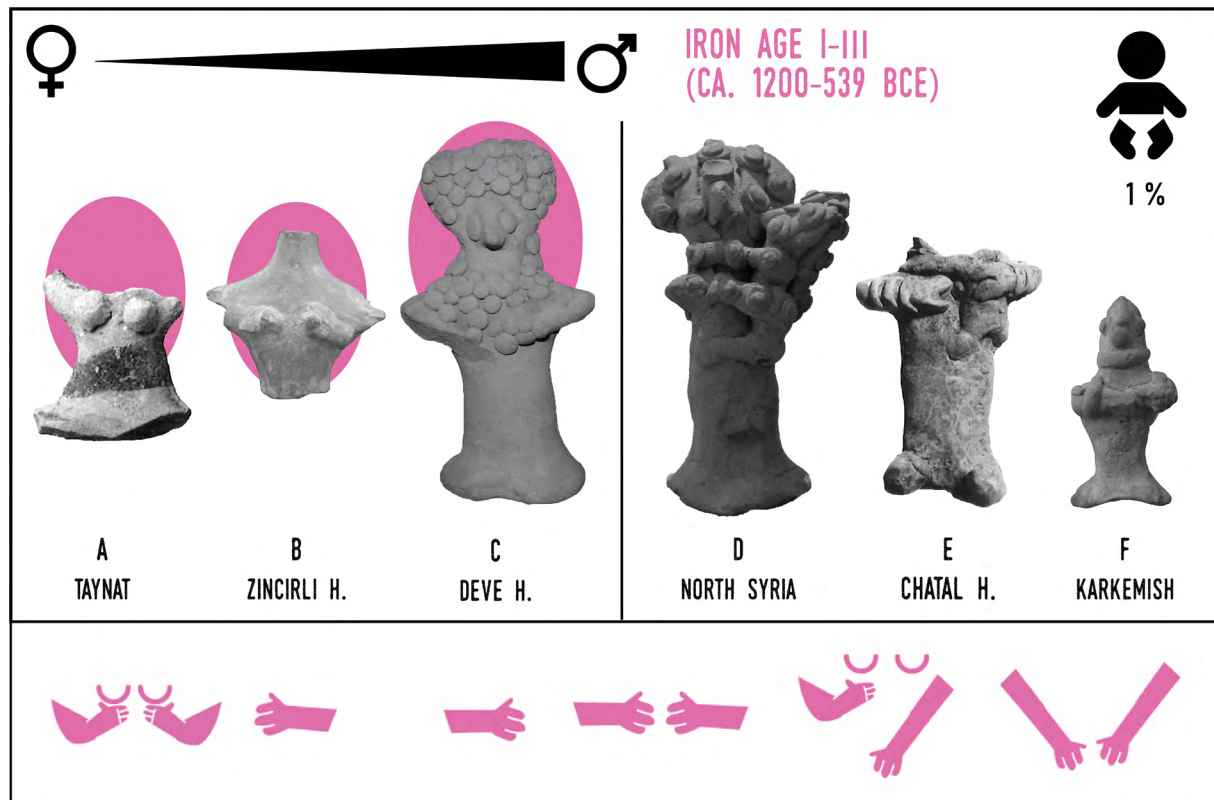 IRON AGE I-III
(CA. 1200-539 BCE)
1 %
A
B
C
D
E
F
TAYNAT
ZINCIRLI H.
DEVE H.
NORTH SYRIA
CHATAL H.
KARKEMISH